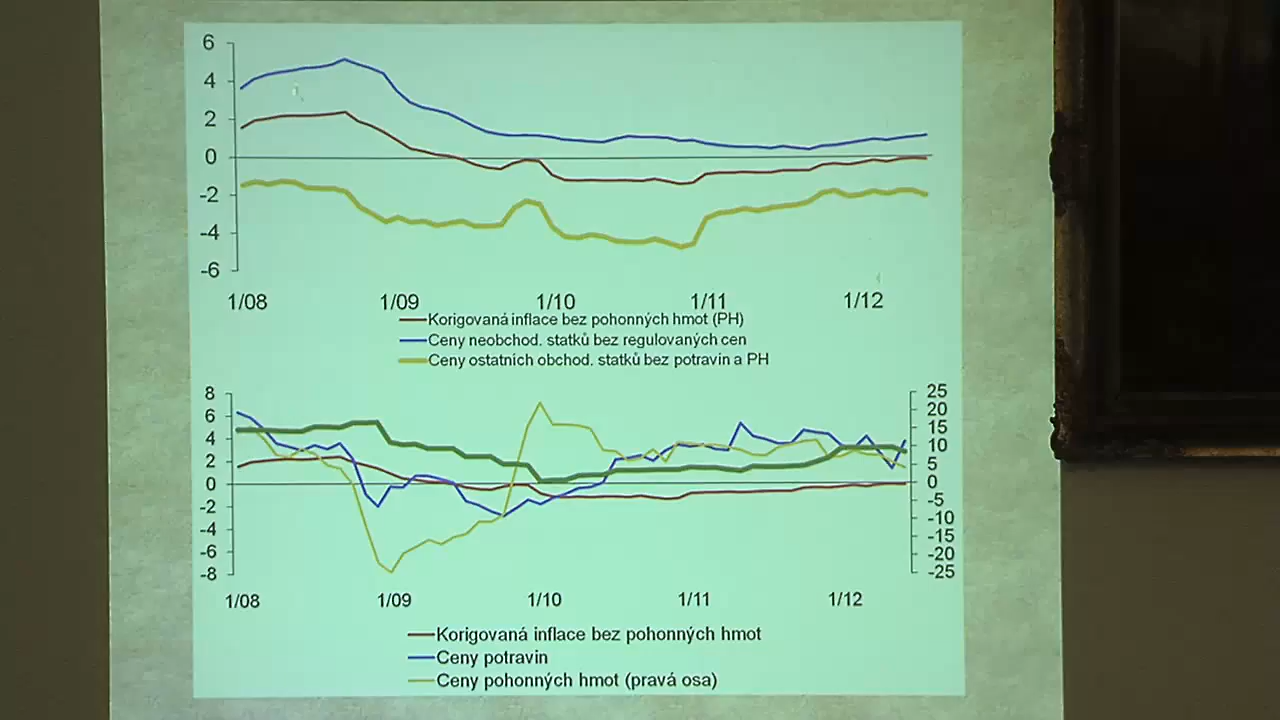 6
4
2
0
-2
-4
-6
1/08 1/09 1/10 1/11 1/12
Korigovaná inflace bez pohonných hmot (PH)
Ceny neobchod. statků bez regulovaných cen
Ceny ostatních obchod. statků bez potravin a PH
8 25
6 20
4 15
2 10
0 5
-2 0
-4 -5
-6 -10
-8 -15
-20
-25
1/08 1/09 1/10 1/11 1/12
Korigovaná inflace bez pohonných hmot
Ceny potravin
Ceny pohonných hmot (pravá osa)